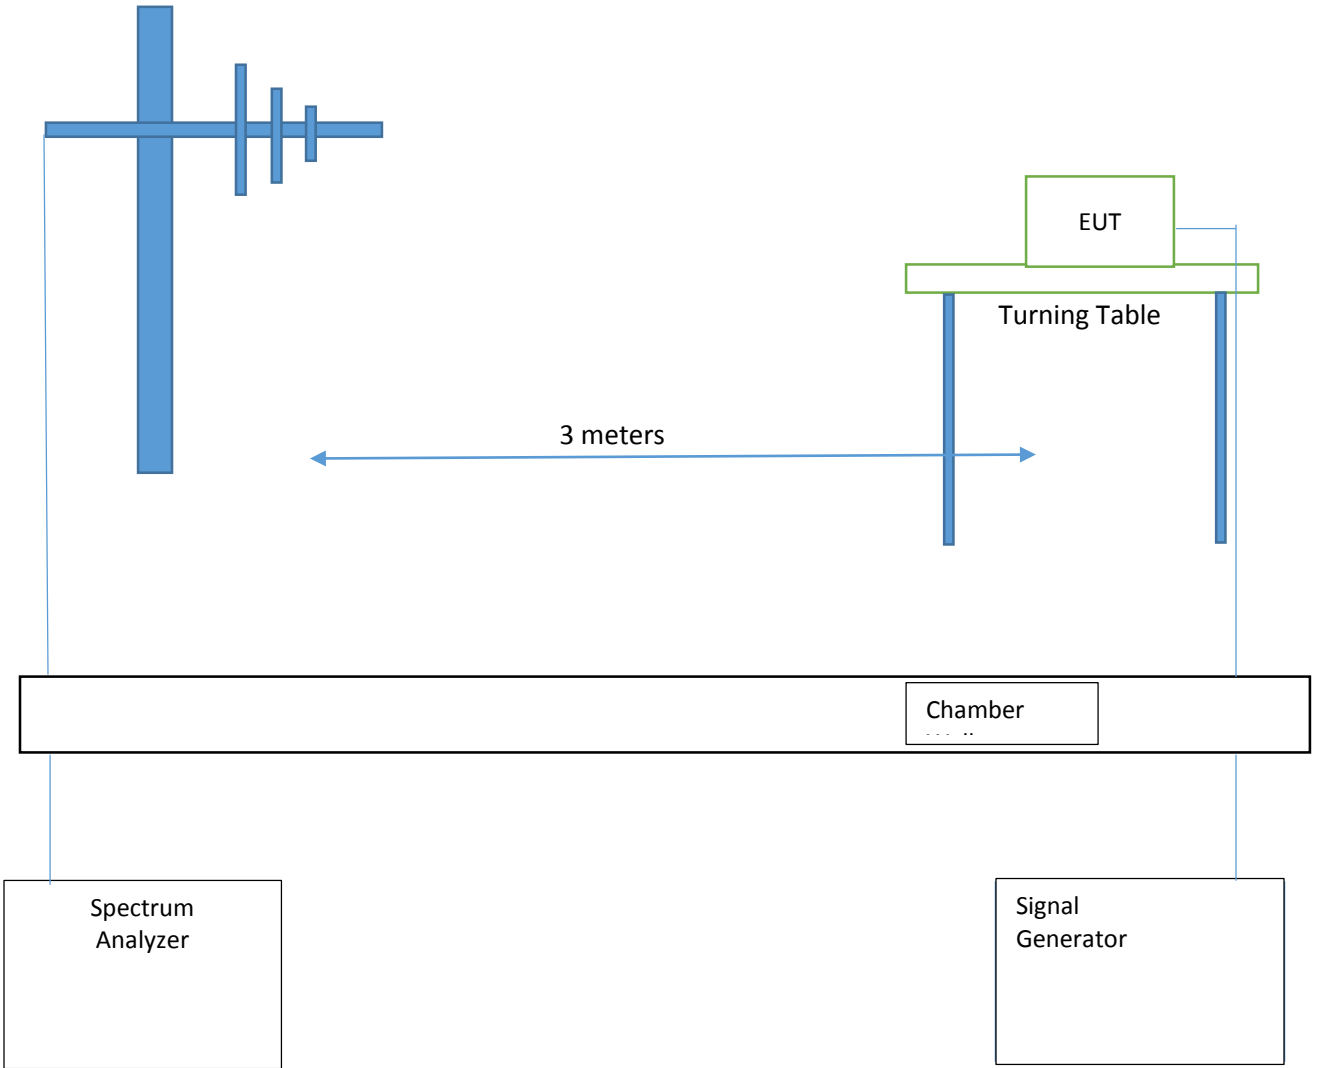 EUT
Turning Table
3 meters
Chamber
Spectrum
Analyzer
Signal
Generator